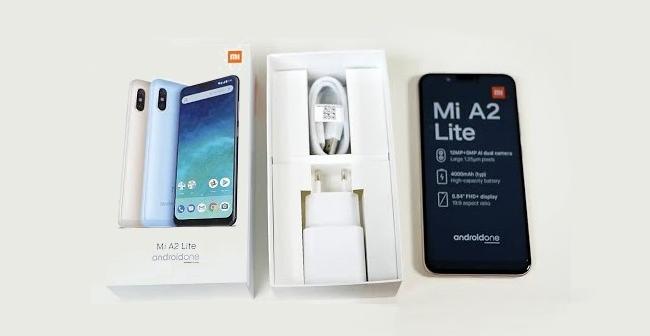 mi
Mi A2 Lite
androidone
mi
Mi A2
Lite
12MP+5MP AI dual camera
Large 1.25μm pixels
4000mAh (typ)
High-capacity battery
5.84" FHD+ display
19:9 aspect ratio
androidone